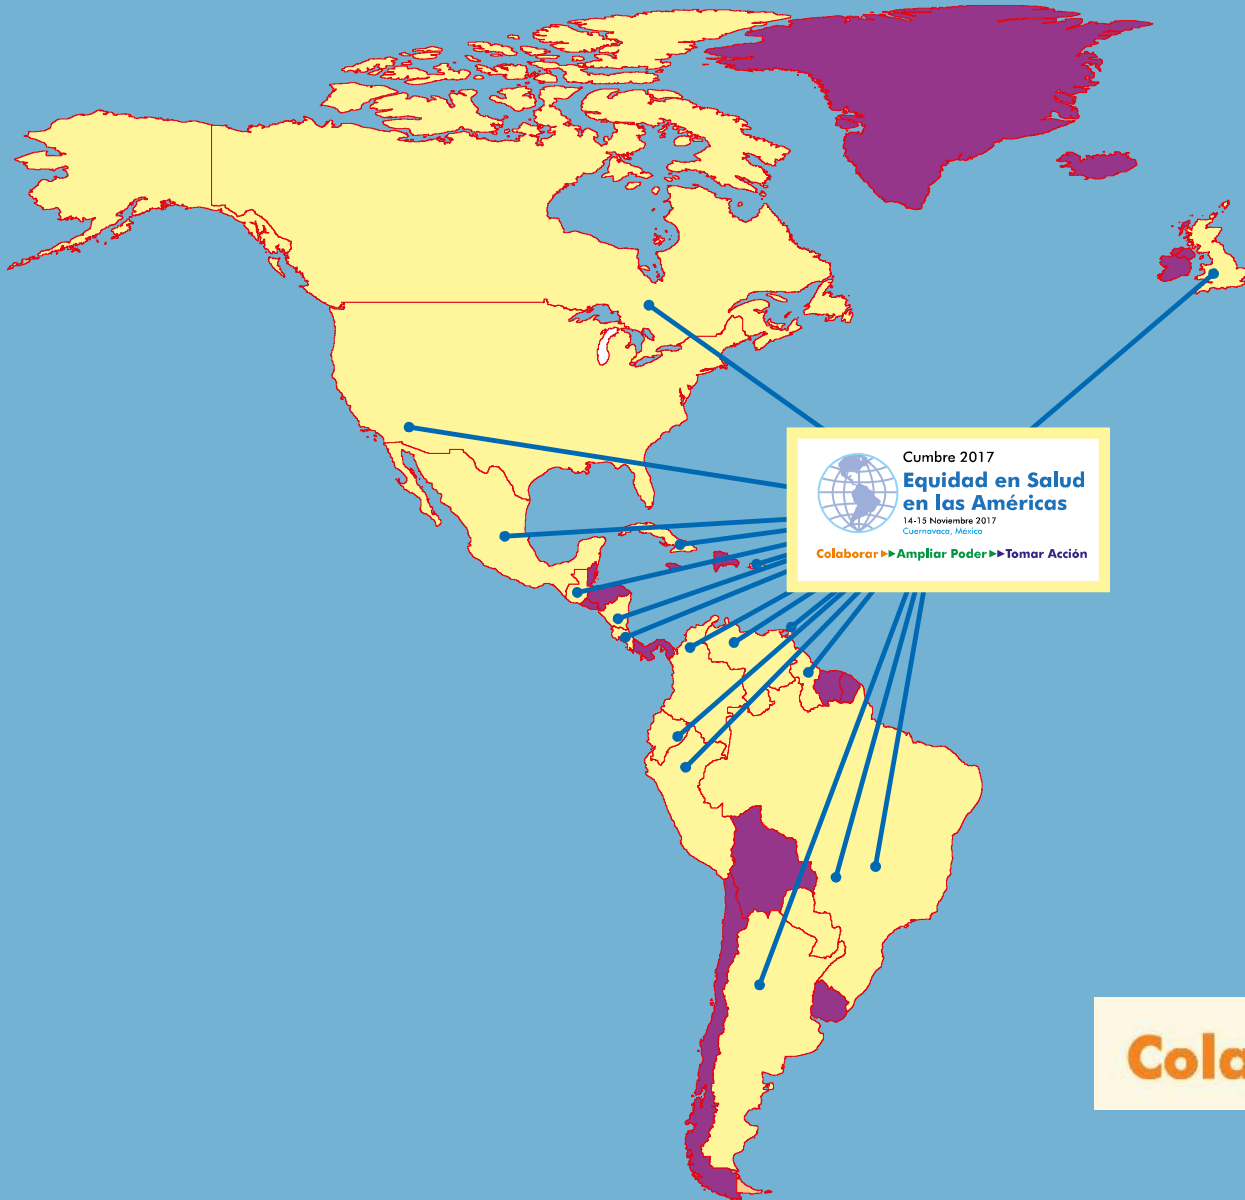 Cumbre 2017
Equidad en Salud
en las Américas
14-15 Noviembre 2017
Cuernavaca, México
Colaborar ▸▸ Ampliar Poder ▸▸ Tomar Acción
Cola